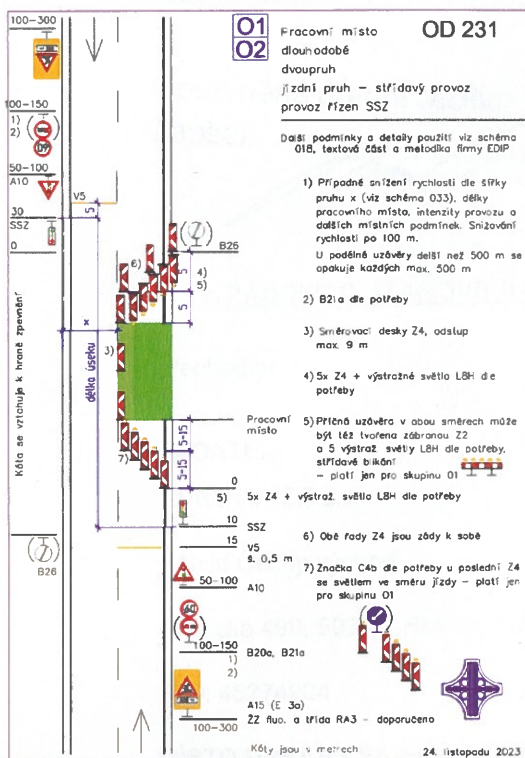 O1
O2
Pracovní místo
dlouhodobé
dvoupruh
jízdní pruh – střídavý provoz
provoz řízen SSZ
OD 231
Další podmínky a detaily použití viz schéma
018, textová část a metodika firmy EDIP
1) Případné snížení rychlosti dle šířky
pruhu x (viz schéma 033), délky
pracovního místa, intenzity provozu a
dalších místních podmínek. Snižování
rychlosti po 100 m.
U podélné uzávěry delší než 500 m se
opakuje každých max. 500 m
2) B21a dle potřeby
3) Směrovací desky Z4, odstup
max. 9 m
4) 5x Z4 + výstražné světlo L8H dle
potřeby
5) Příčná uzávěra v obou směrech může
být též tvořena zábranou Z2
a 5 výstraž. světly L8H dle potřeby,
střídavé blikání
– platí jen pro skupinu O1
6) Obě řady Z4 jsou zády k sobě
7) Značka C4b dle potřeby u poslední Z4
se světlem ve směru jízdy – platí jen
pro skupinu O1
100-300
100-150
1)
2)
50-100
A10
V5
30
SSZ
0
5
B26
6)
4)
5)
5
5
x
3)
délka úseku
Kóta se vztahuje k hraně zpevnění
Pracovní
místo
5-15
5-15
7)
0
5)
5x Z4 + výstraž. světla L8H dle potřeby
10
SSZ
15
V5
š. 0,5 m
B26
50-100
A10
60
100-150
B20a, B21a
1)
2)
A15 (E 3a)
ZZ fluo. a třída RA3 – doporučeno
100-300
Kóty jsou v metrech
24. listopadu 2023